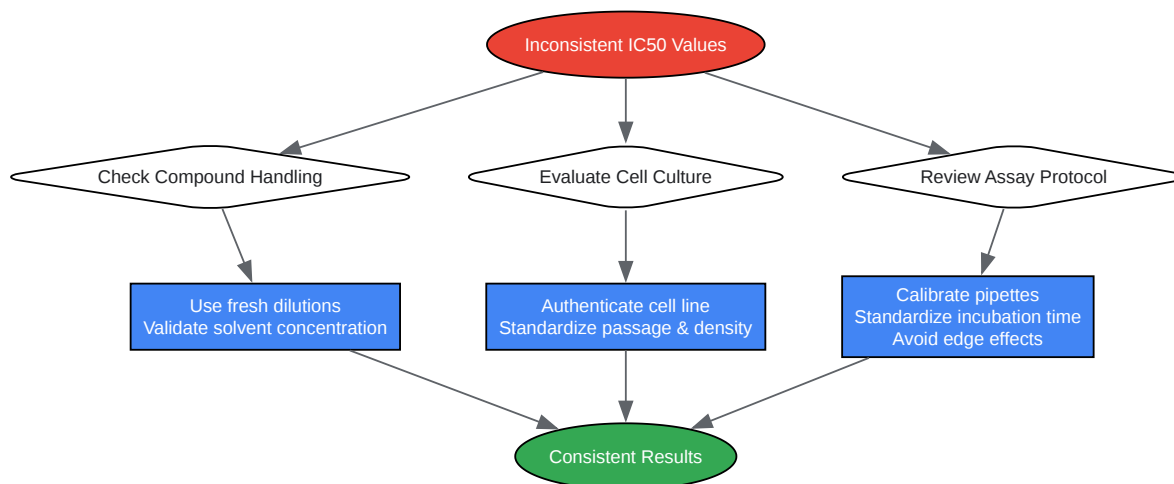 Inconsistent IC50 Values
Check Compound Handling
Evaluate Cell Culture
Review Assay Protocol
Use fresh dilutions
Validate solvent concentration
Authenticate cell line
Standardize passage & density
Calibrate pipettes
Standardize incubation time
Avoid edge effects
Consistent Results